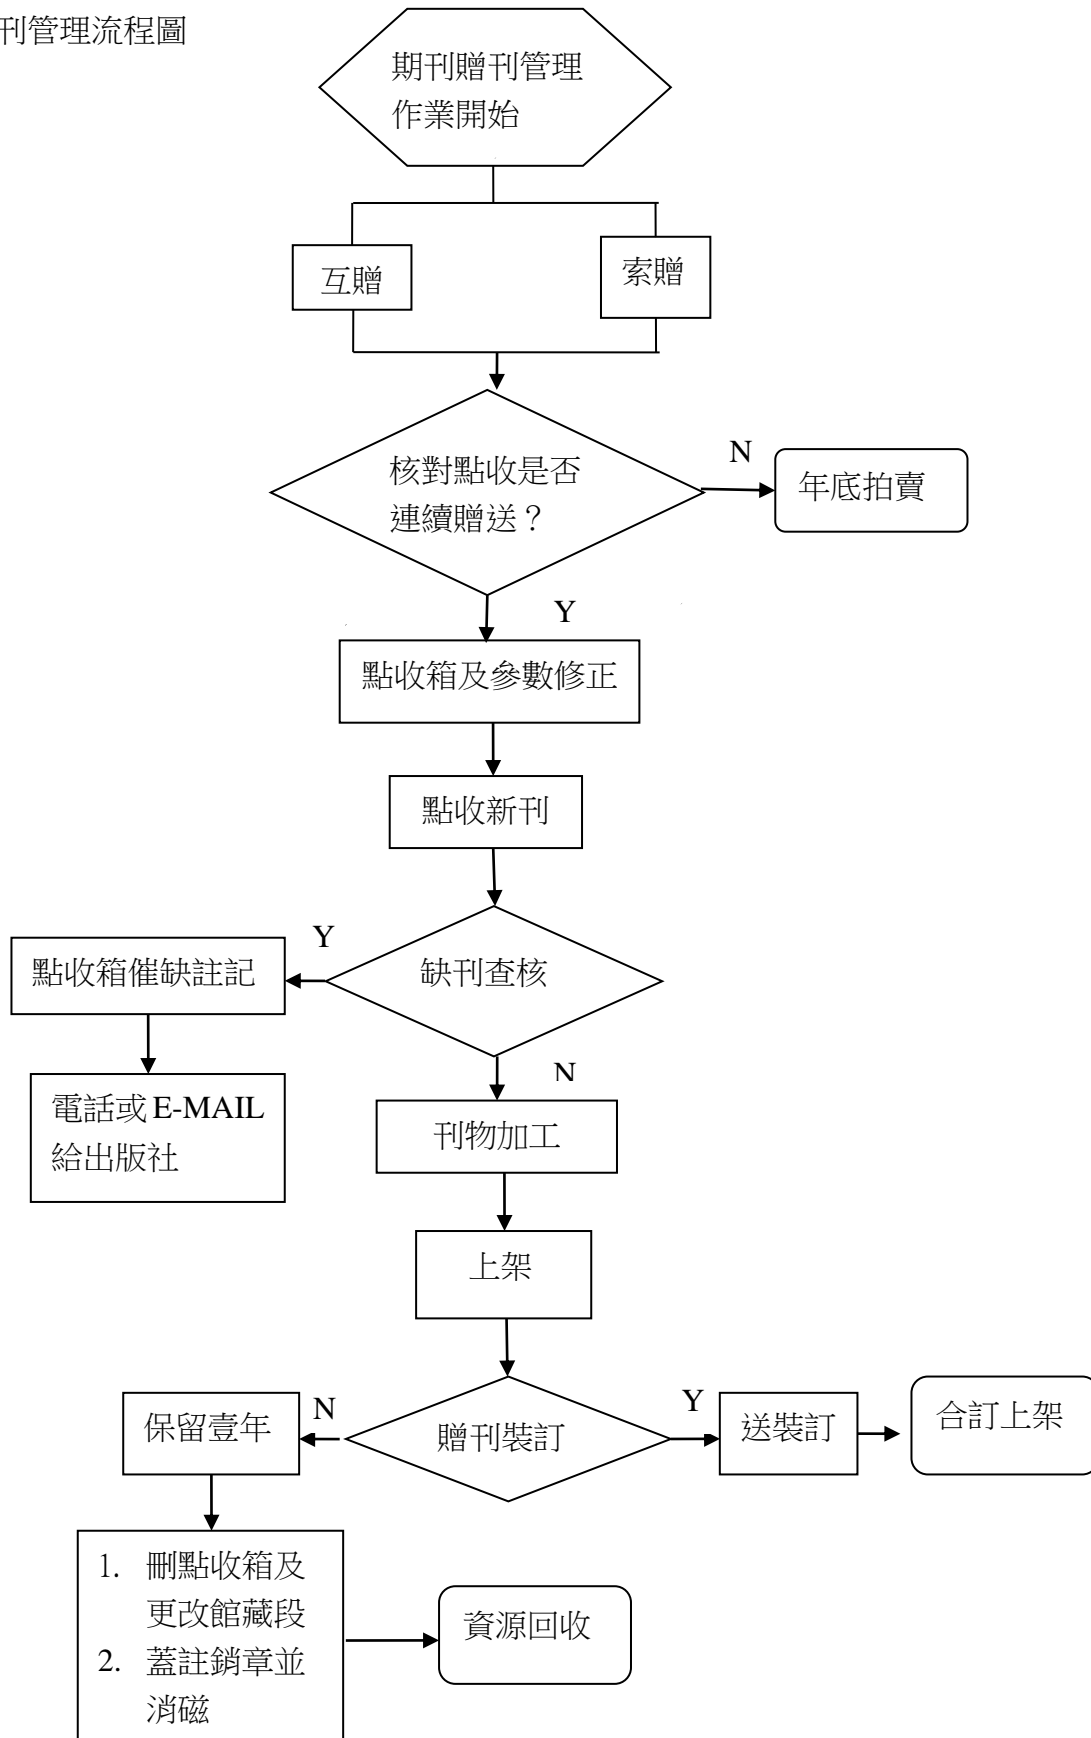 刊管理流程圖
期刊贈刊管理
作業開始
互贈
索贈
核對點收是否
連續贈送？
N
年底拍賣
Y
點收箱及參數修正
點收新刊
Y
點收箱催缺註記
缺刊查核
N
電話或 E-MAIL
給出版社
刊物加工
上架
保留壹年
N
贈刊裝訂
Y
送裝訂
合訂上架
1. 刪點收箱及
更改館藏段
2. 蓋註銷章並
消磁
資源回收